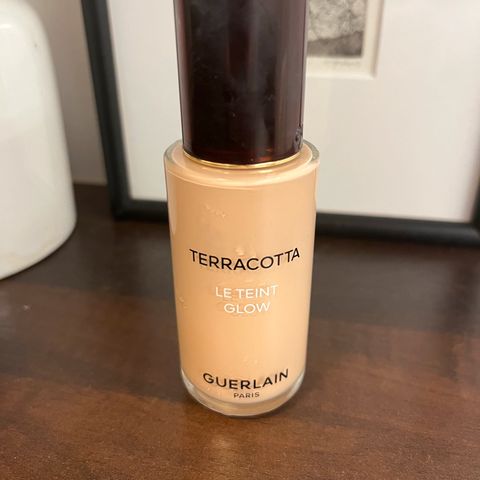 TERRACOTTA
LE TEINT
GLOW
GUERLAIN
PARIS